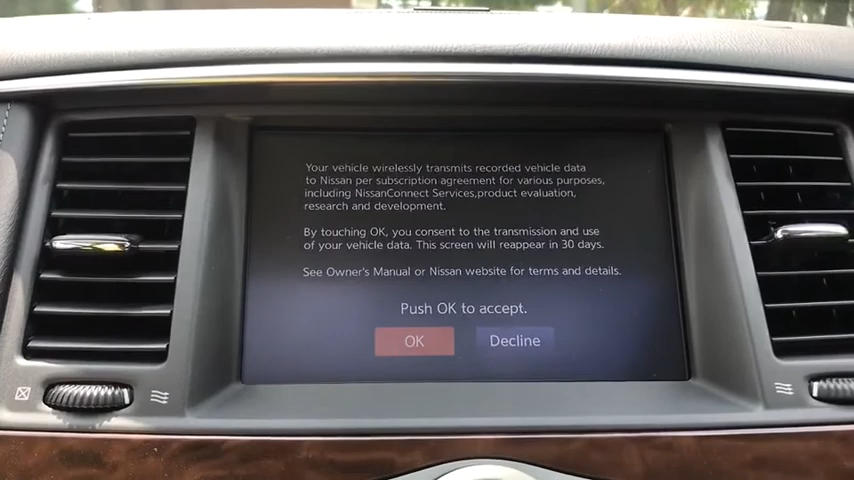 Your vehicle wirelessly transmits recorded vehicle data
to Nissan per subscription agreement for various purposes,
including NissanConnect Services,product evaluation,
research and development.
By touching OK, you consent to the transmission and use
of your vehicle data. This screen will reappear in 30 days.
See Owner's Manual or Nissan website for terms and details.
Push OK to accept.
OK Decline